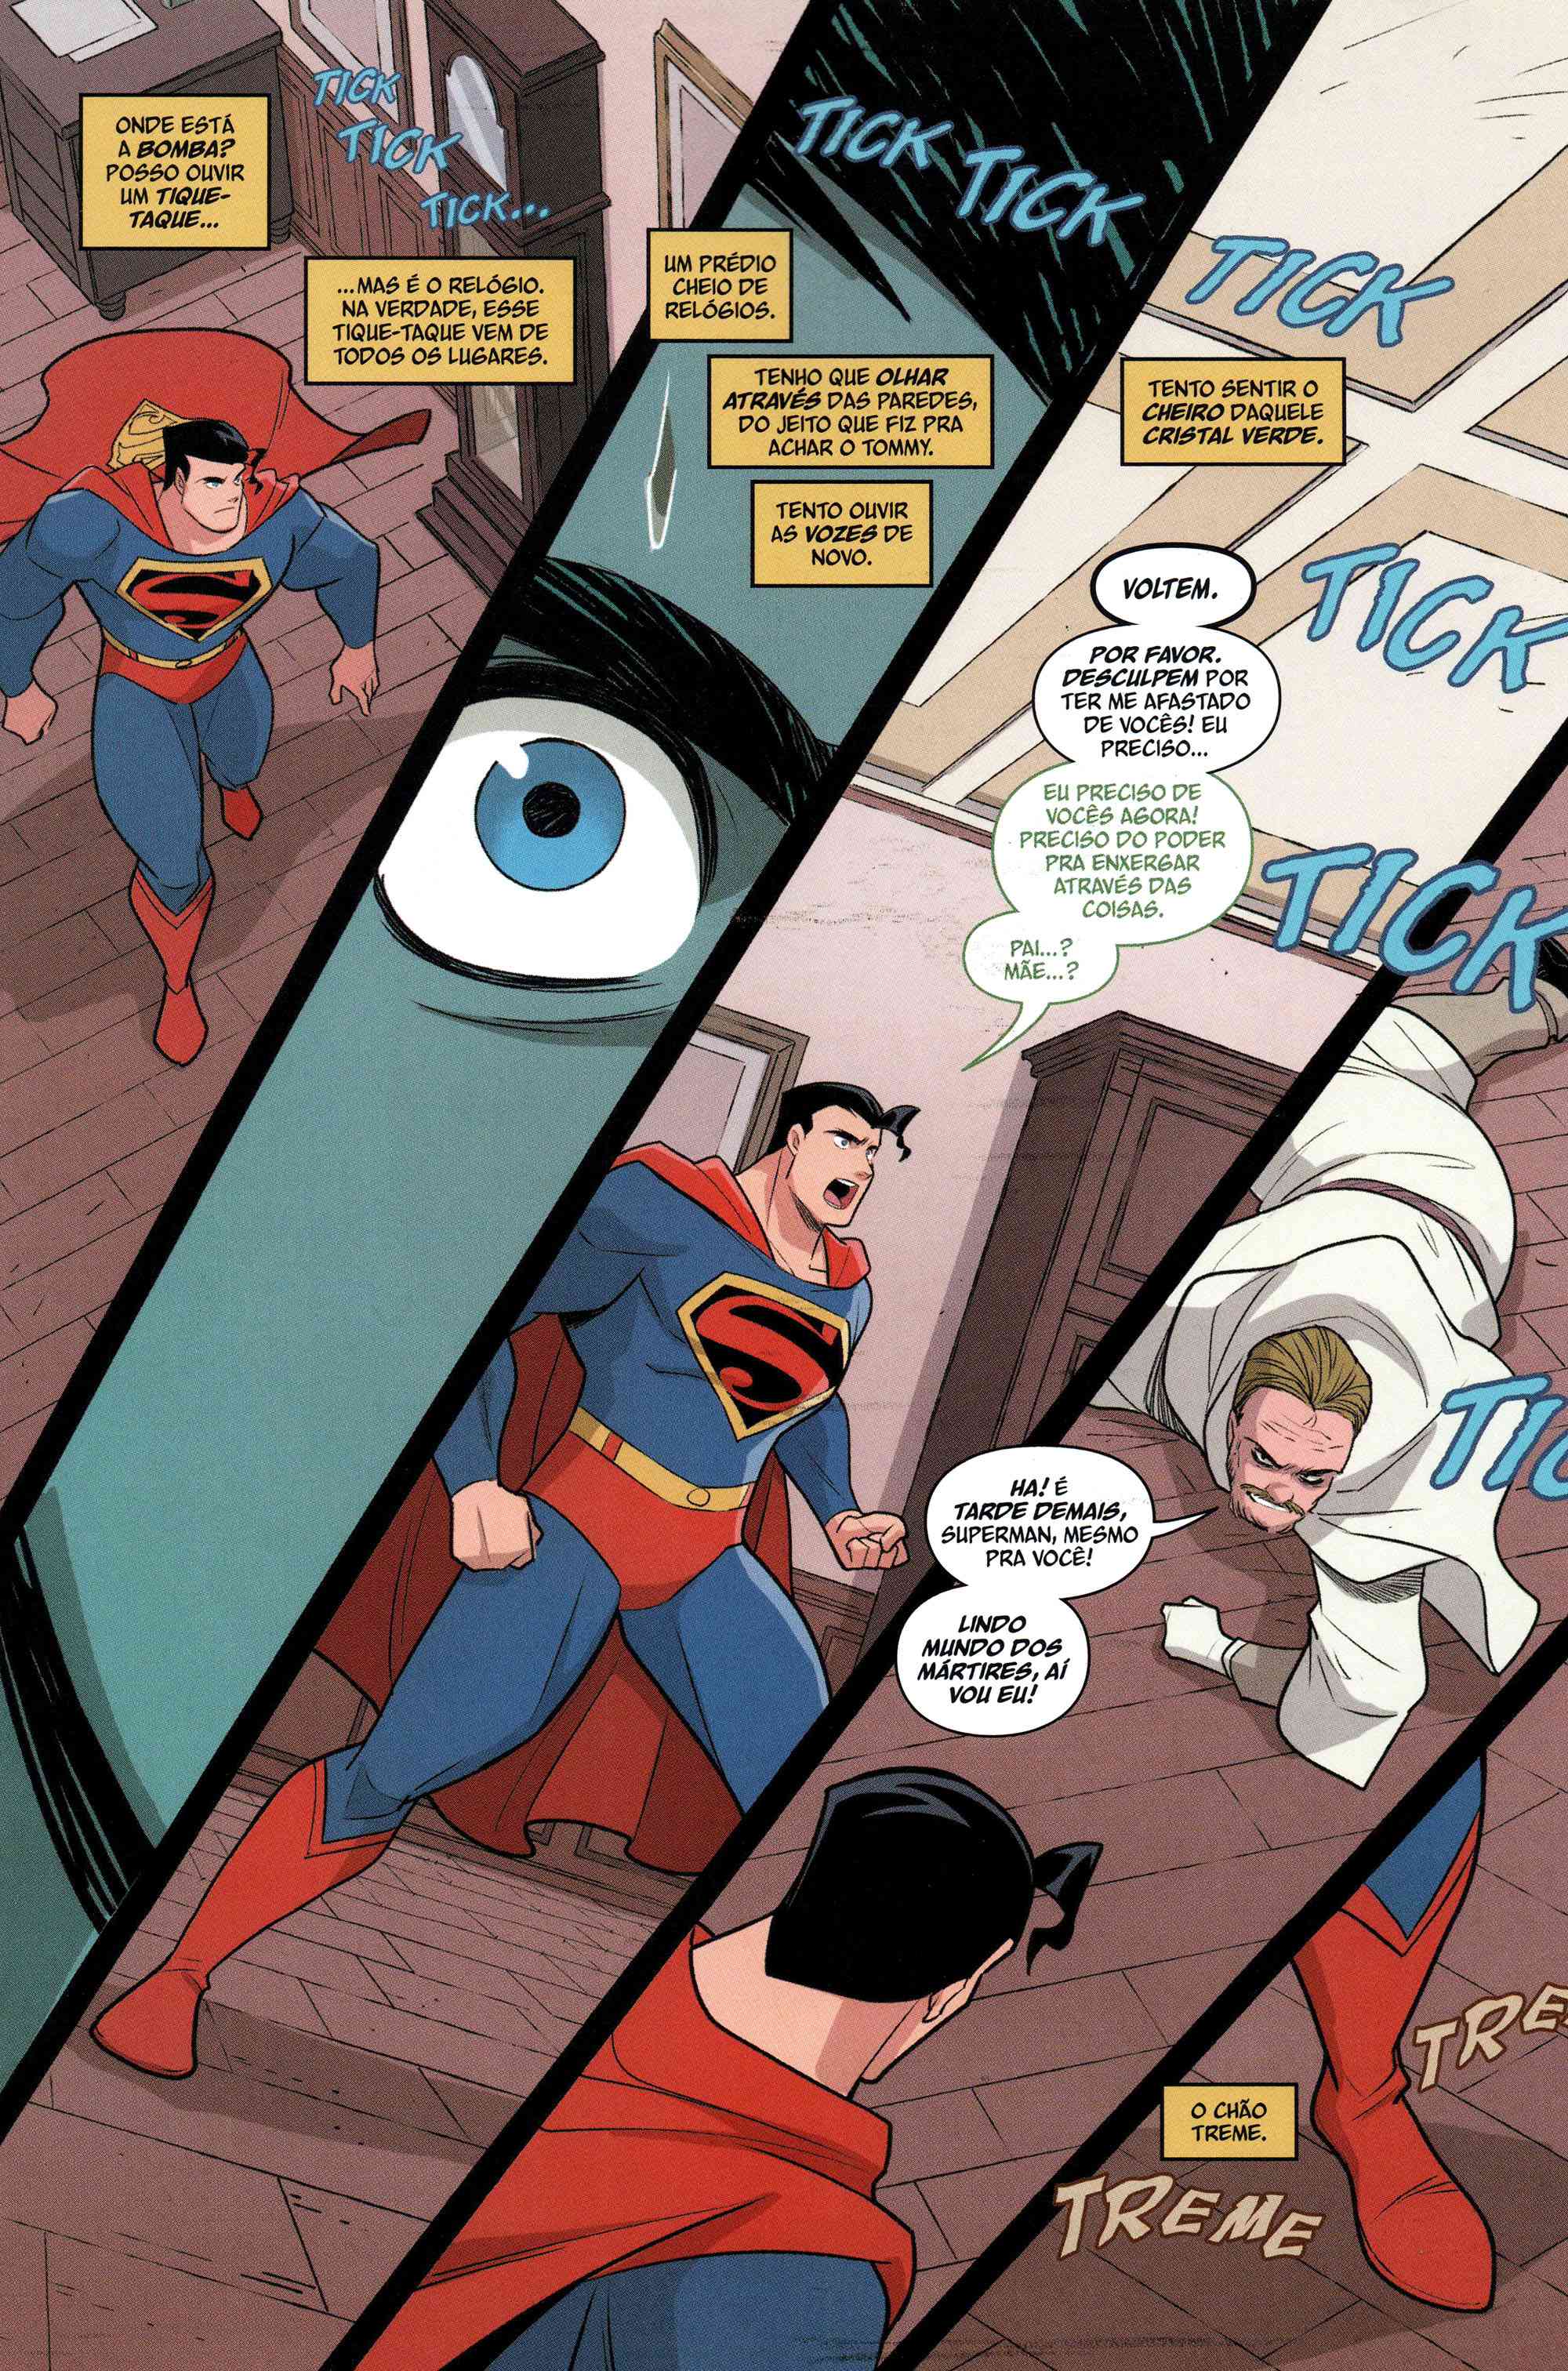 TICK
TICK
TICK...
ONDE ESTÁ
A BOMBA?
POSSO OUVIR
UM TIQUE-
TAQUE...
...MAS É O RELÓGIO.
NA VERDADE, ESSE
TIQUE-TAQUE VEM DE
TODOS OS LUGARES.
TICK TICK
UM PRÉDIO
CHEIO DE
RELÓGIOS.
TENHO QUE OLHAR
ATRAVÉS DAS PAREDES,
DO JEITO QUE FIZ PRA
ACHAR O TOMMY.
TENTO OUVIR
AS VOZES DE
NOVO.
TICK
TENTO SENTIR O
CHEIRO DAQUELE
CRISTAL VERDE.
TICK
VOLTEM.
POR FAVOR.
DESCULPEM POR
TER ME AFASTADO
DE VOCÊS! EU
PRECISO...
EU PRECISO DE
VOCÊS AGORA!
PRECISO DO PODER
PRA ENXERGAR
ATRAVÉS DAS
COISAS.
PAI...?
MÃE...?
TICK
TIC
HA! É
TARDE DEMAIS,
SUPERMAN, MESMO
PRA VOCÊ!
LINDO
MUNDO DOS
MÁRTIRES, AÍ
VOU EU!
TRE
O CHÃO
TREME.
TREME